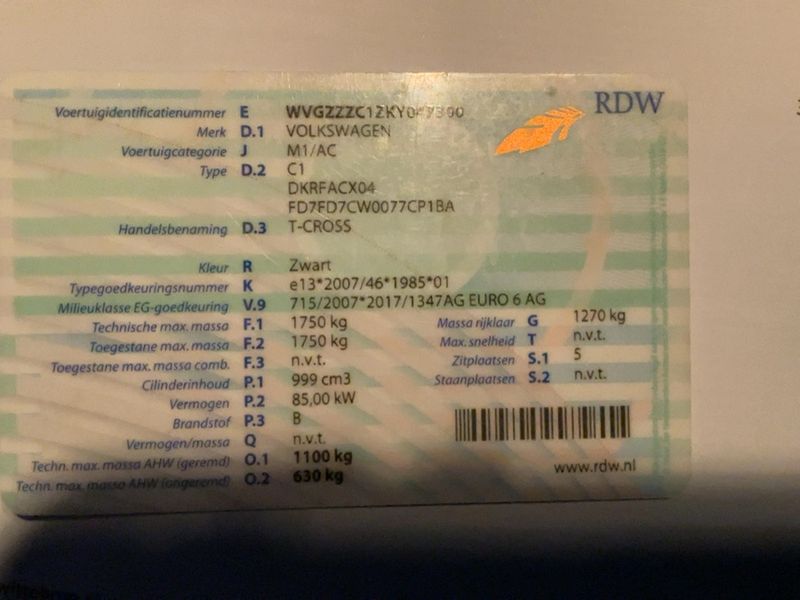 RDW
Voertuigidentificatienummer E
Merk D.1 VOLKSWAGEN
Voertuigcategorie J M1/AC
Type D.2 C1
DKRFACX04
FD7FD7CW0077CP1BA
Handelsbenaming D.3 T-CROSS
Kleur R Zwart
Typegoedkeuringsnummer K e13*2007/46*1985*01
Milieuklasse EG-goedkeuring V.9 715/2007*2017/1347AG EURO 6 AG
Technische max. massa F.1 1750 kg Massa rijklaar G 1270 kg
Toegestane max. massa F.2 1750 kg Max. snelheid T n.v.t.
Toegestane max. massa comb. F.3 n.v.t. Zitplaatsen S.1 5
Cilinderinhoud P.1 999 cm3 Staanplaatsen S.2 n.v.t.
Vermogen P.2 85,00 kW
Brandstof P.3 B
Vermogen/massa Q n.v.t.
Techn. max. massa AHW (geremd) O.1 1100 kg
Techn. max. massa AHW (ongeremd) O.2 630 kg
www.rdw.nl